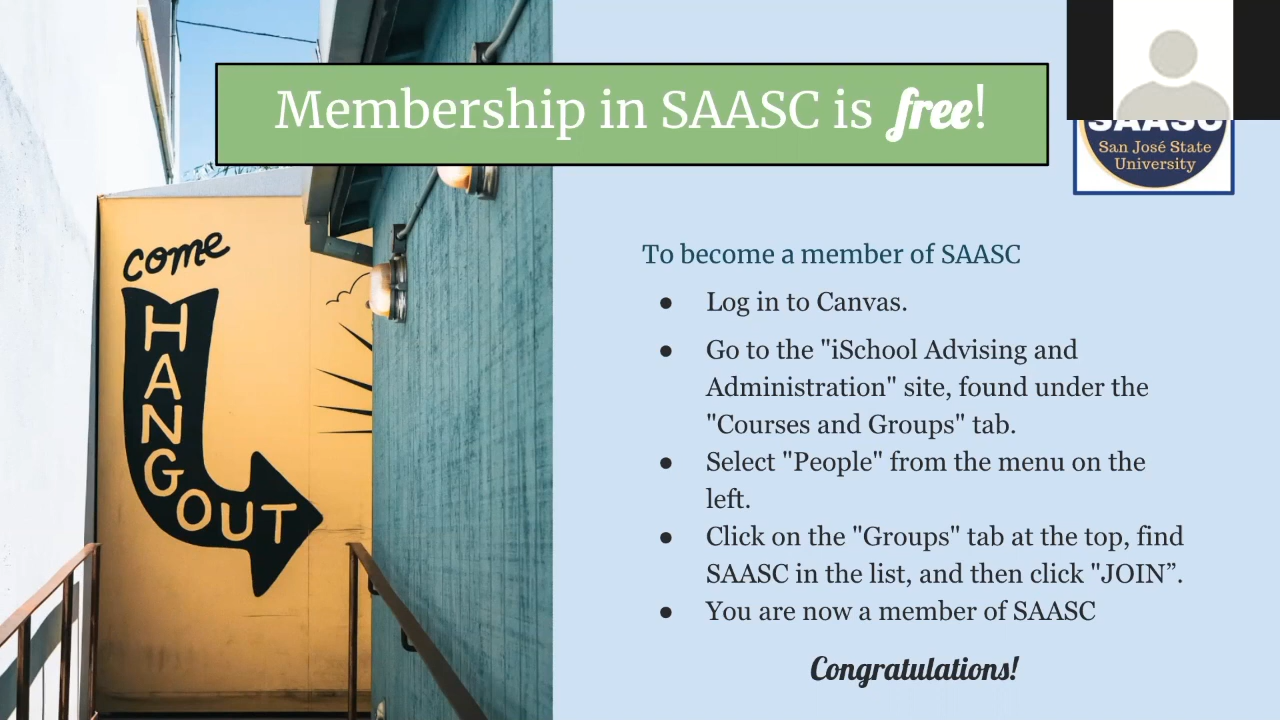 Membership in SAASC is free!
SAASC
San José State
University
come
HANGOUT
To become a member of SAASC
● Log in to Canvas.
● Go to the "iSchool Advising and
Administration" site, found under the
"Courses and Groups" tab.
● Select "People" from the menu on the
left.
● Click on the "Groups" tab at the top, find
SAASC in the list, and then click "JOIN”.
● You are now a member of SAASC
Congratulations!